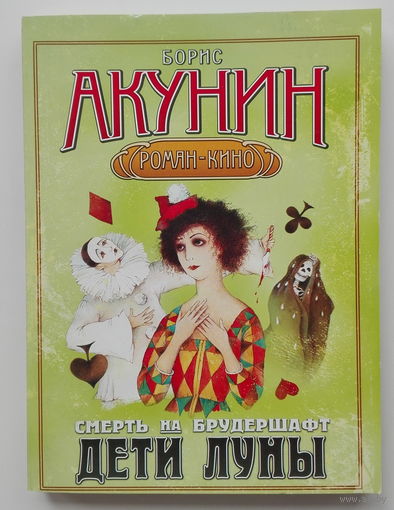 БОРИС
АКУНИН
РОМАН-КИНО
СМЕРТЬ НА БРУДЕРШАФТ
ДЕТИ ЛУНЫ